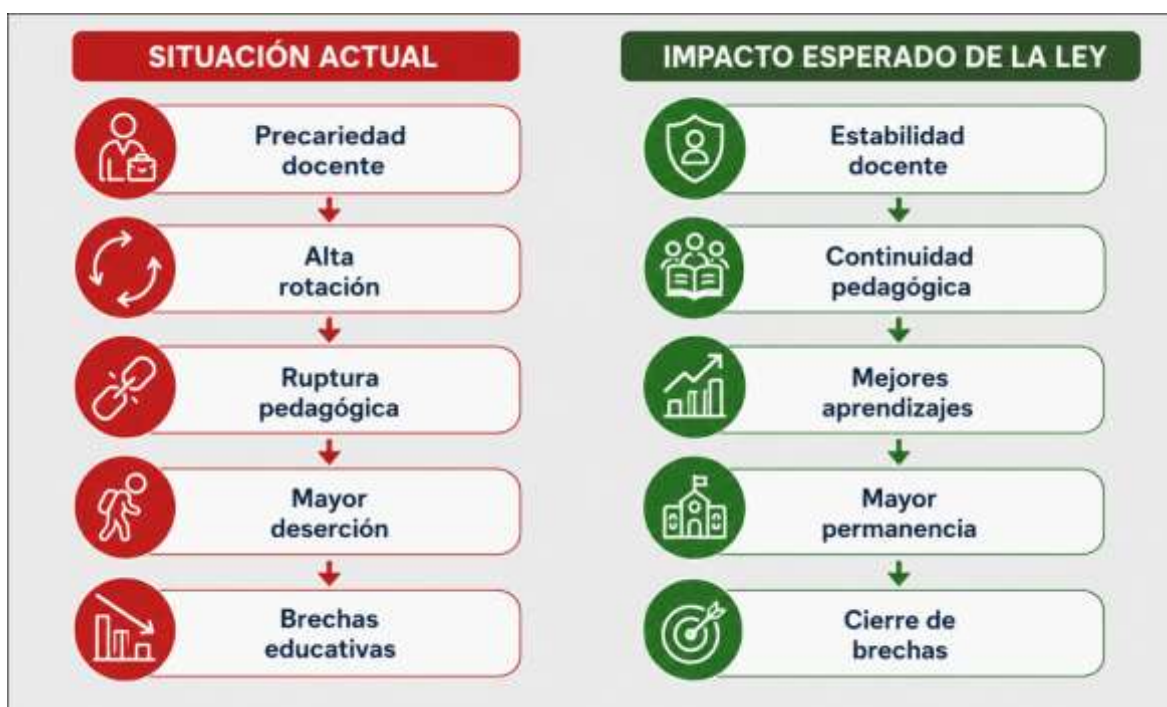 SITUACIÓN ACTUAL
Precariedad
docente
Alta
rotación
Ruptura
pedagógica
Mayor
deserción
Brechas
educativas
IMPACTO ESPERADO DE LA LEY
Estabilidad
docente
Continuidad
pedagógica
Mejores
aprendizajes
Mayor
permanencia
Cierre de
brechas